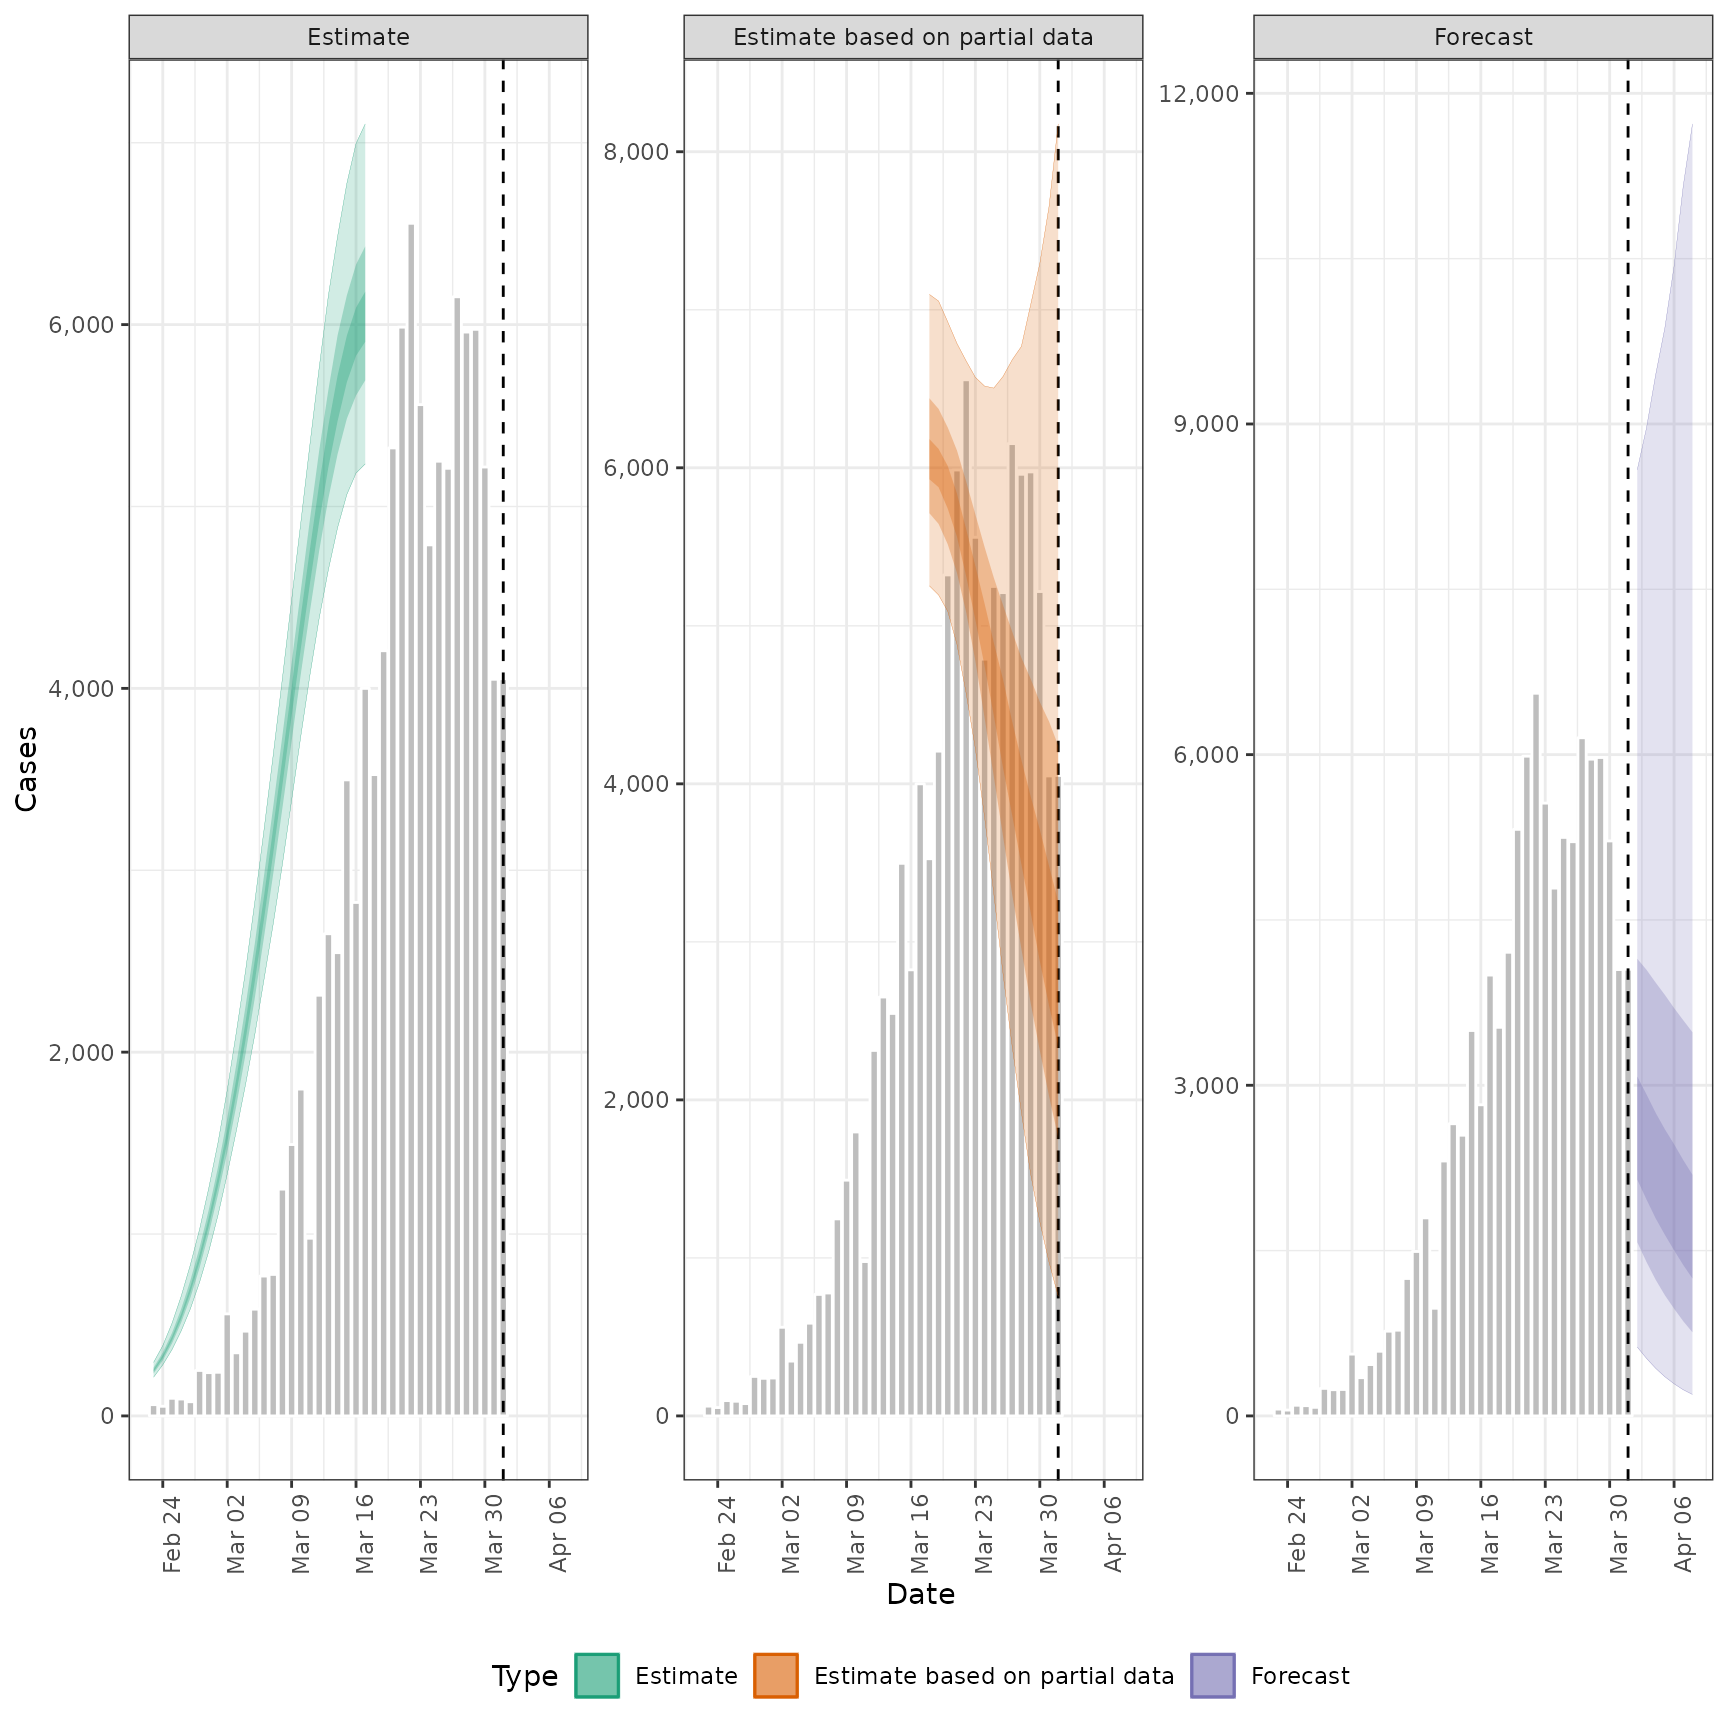 Estimate
Estimate based on partial data
Forecast
Cases
6,000
4,000
2,000
0
8,000
6,000
4,000
2,000
0
12,000
9,000
6,000
3,000
0
Feb 24
Mar 02
Mar 09
Mar 16
Mar 23
Mar 30
Apr 06
Feb 24
Mar 02
Mar 09
Mar 16
Mar 23
Mar 30
Apr 06
Feb 24
Mar 02
Mar 09
Mar 16
Mar 23
Mar 30
Apr 06
Date
Type Estimate Estimate based on partial data Forecast